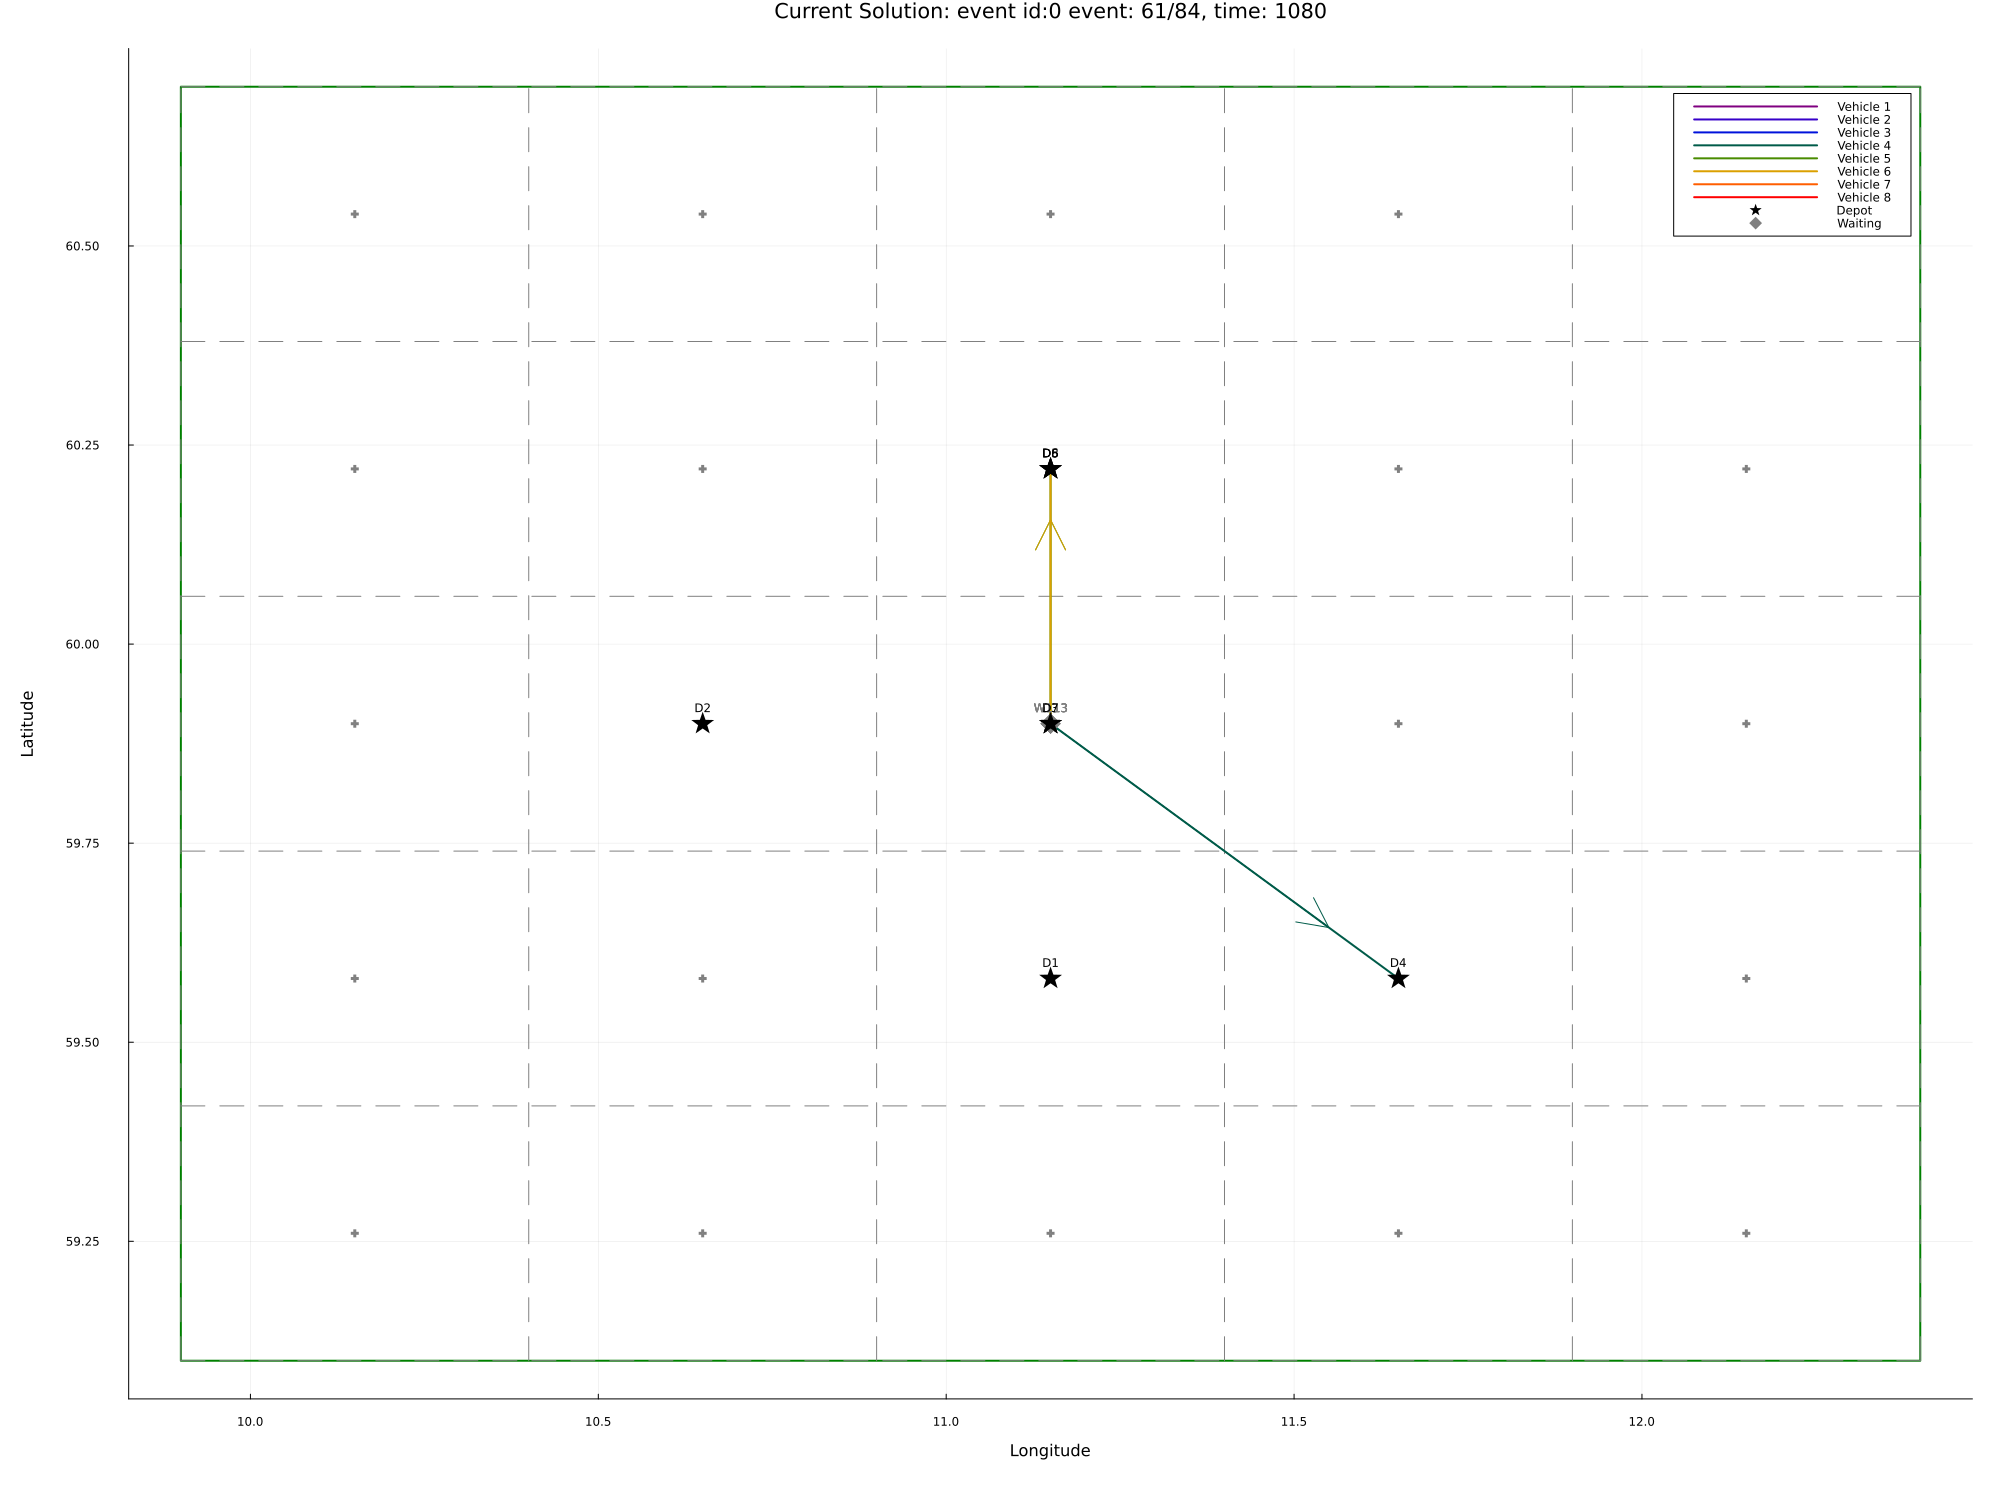 Current Solution: event id:0 event: 61/84, time: 1080
Vehicle 1
Vehicle 2
Vehicle 3
Vehicle 4
Vehicle 5
Vehicle 6
Vehicle 7
Vehicle 8
Depot
Waiting
60.50
60.25
60.00
D2
59.75
59.50
D1
D4
59.25
10.0
10.5
11.0
11.5
12.0
Latitude
Longitude